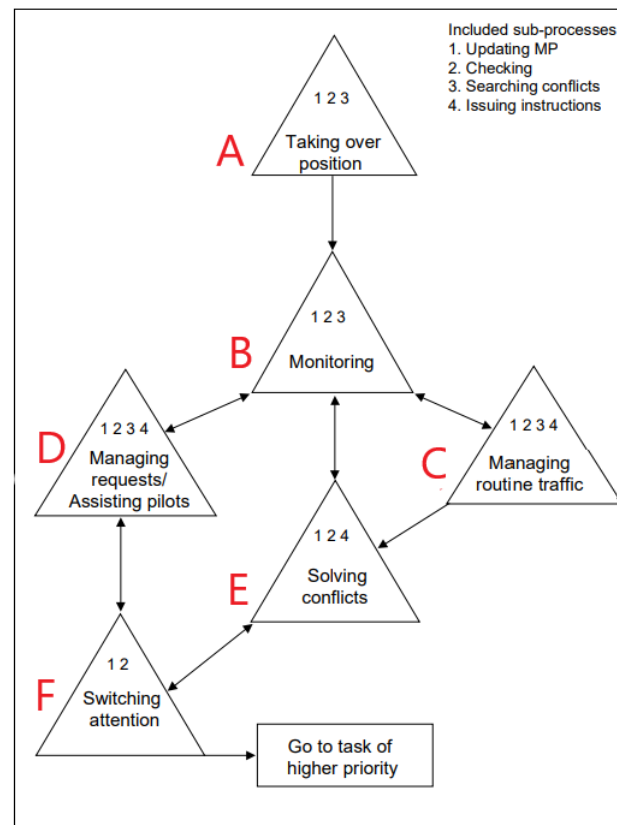 Included sub-processes
1. Updating MP
2. Checking
3. Searching conflicts
4. Issuing instructions
1 2 3
Taking over
position
A
1 2 3
Monitoring
B
1 2 3 4
Managing
requests/
Assisting pilots
D
1 2 3 4
Managing
routine traffic
C
1 2 4
Solving
conflicts
E
1 2
Switching
attention
F
Go to task of
higher priority